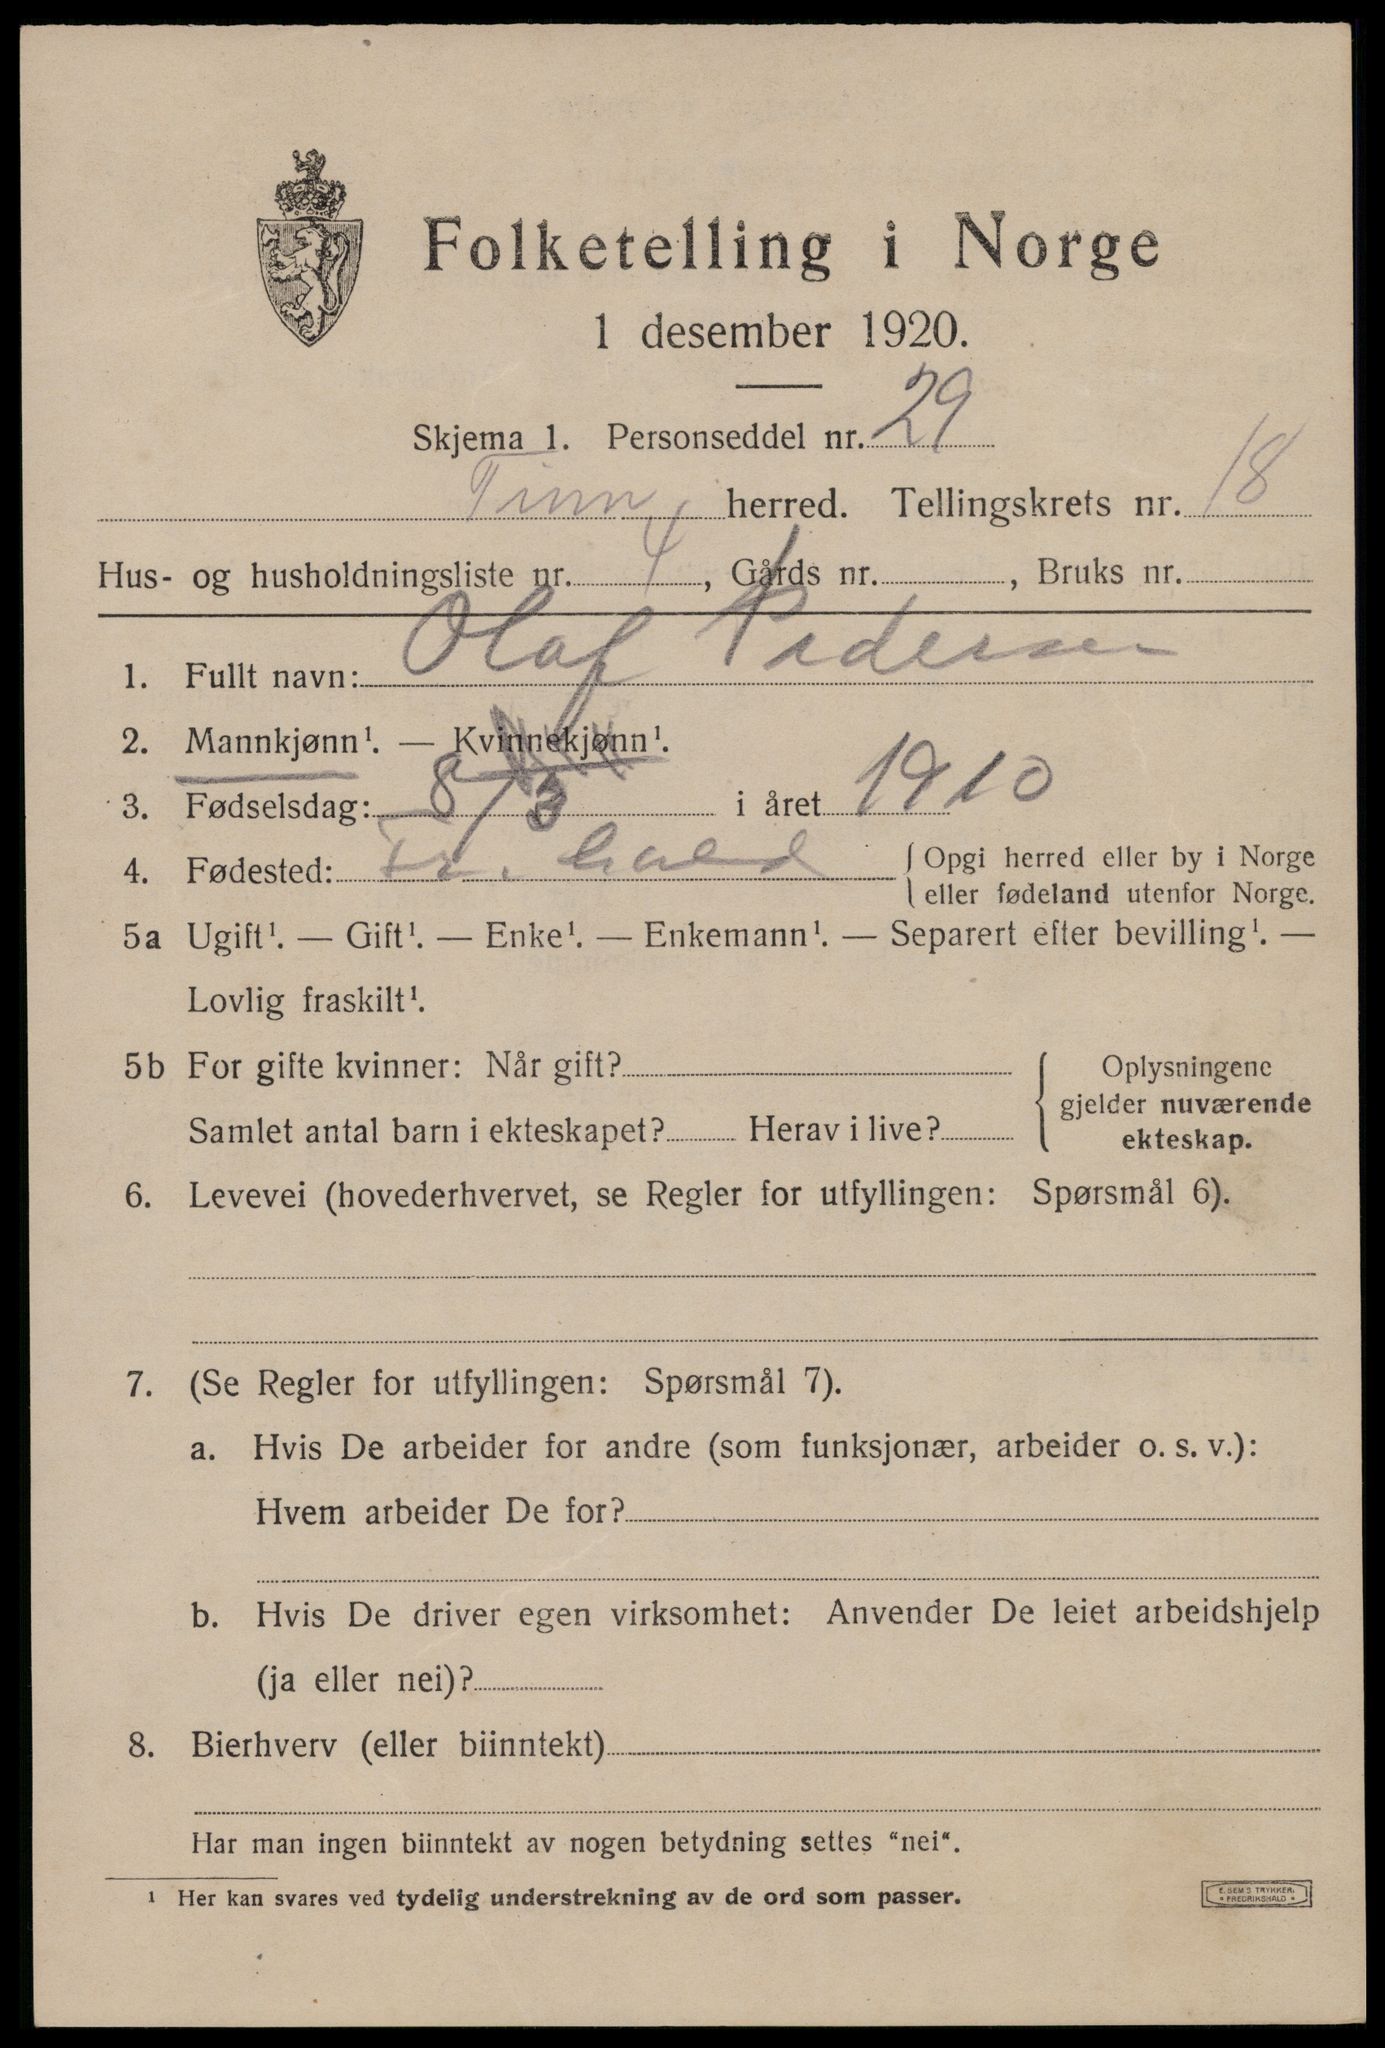 Folketelling i Norge
1 desember 1920.
Skjema 1. Personseddel nr. 29
Tinn herred. Tellingskrets nr. 18
Hus- og husholdningsliste nr. 4, Gårds nr. , Bruks nr.
1. Fullt navn: Olaf Pedersen
2. Mannkjønn¹. — Kvinnekjønn¹.
3. Fødselsdag: 8/3 i året 1910
4. Fødested: Fr. hald { Opgi herred eller by i Norge
eller fødeland utenfor Norge.
5a Ugift¹. — Gift¹. — Enke¹. — Enkemann¹. — Separert efter bevilling¹. —
Lovlig fraskilt¹.
5b For gifte kvinner: Når gift? { Oplysningene
gjelder nuværende
Samlet antal barn i ekteskapet? Herav i live? ekteskap.
6. Levevei (hovederhvervet, se Regler for utfyllingen: Spørsmål 6).
7. (Se Regler for utfyllingen: Spørsmål 7).
a. Hvis De arbeider for andre (som funksjonær, arbeider o. s. v.):
Hvem arbeider De for?
b. Hvis De driver egen virksomhet: Anvender De leiet arbeidshjelp
(ja eller nei)?
8. Bierhverv (eller biinntekt)
Har man ingen biinntekt av nogen betydning settes "nei".
¹ Her kan svares ved tydelig understrekning av de ord som passer.
E. SEM'S TRYKKERI,
FREDRIKSHALD